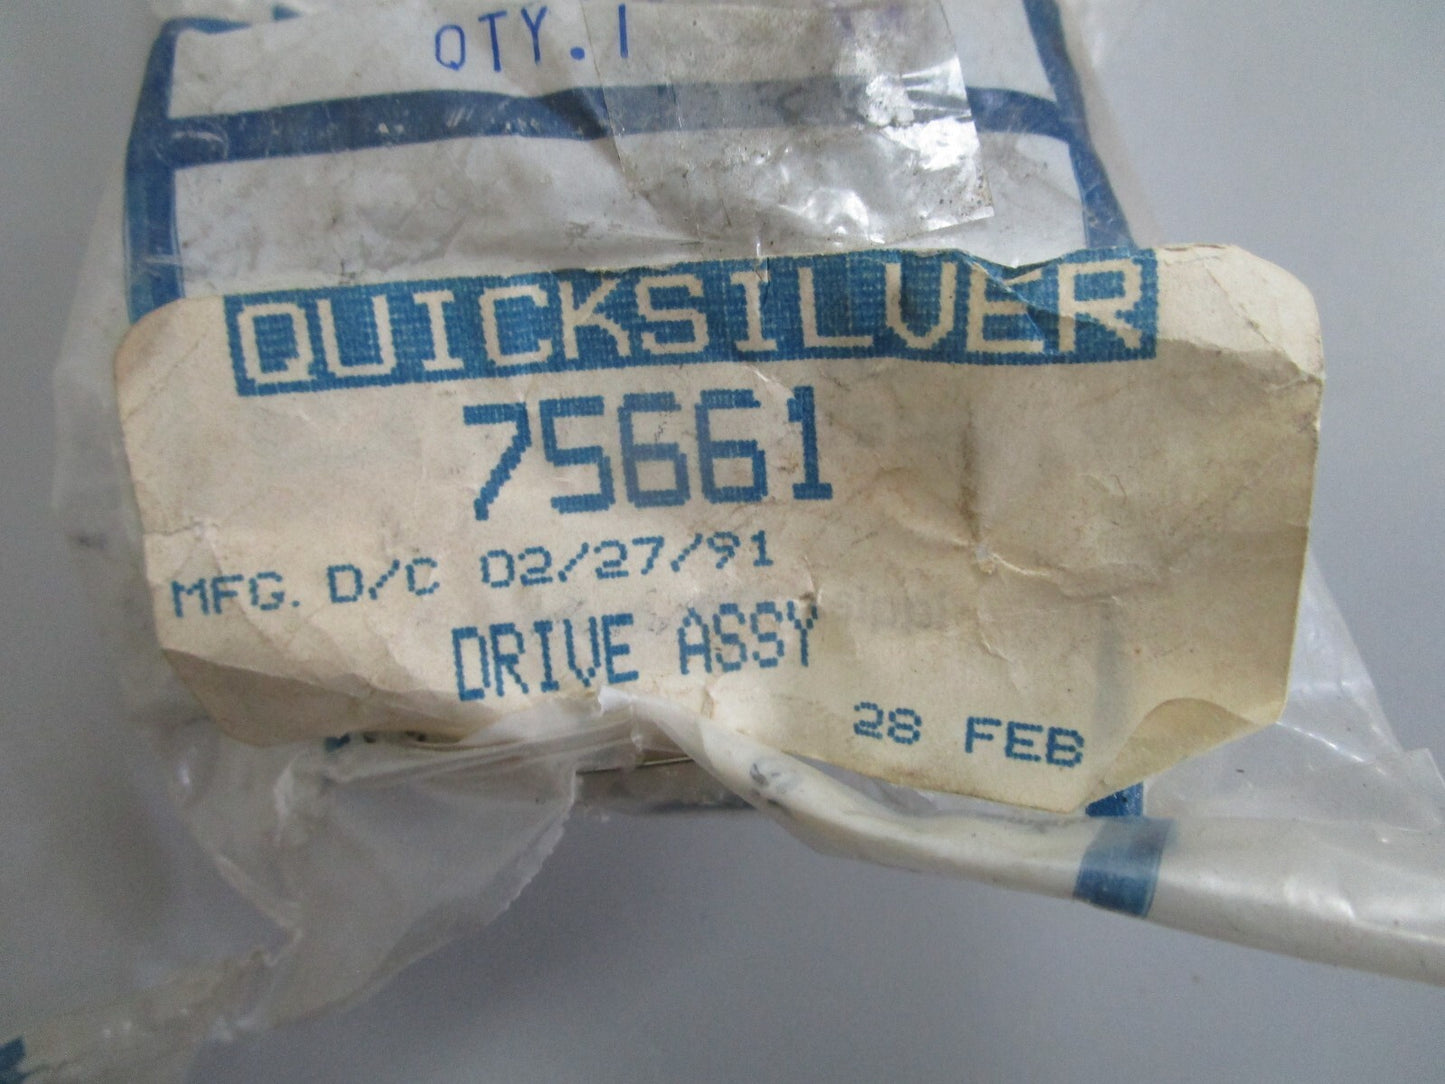 QTY. 1
QUICKSILVER
75661
MFG. D/C 02/27/91
DRIVE ASSY
28 FEB